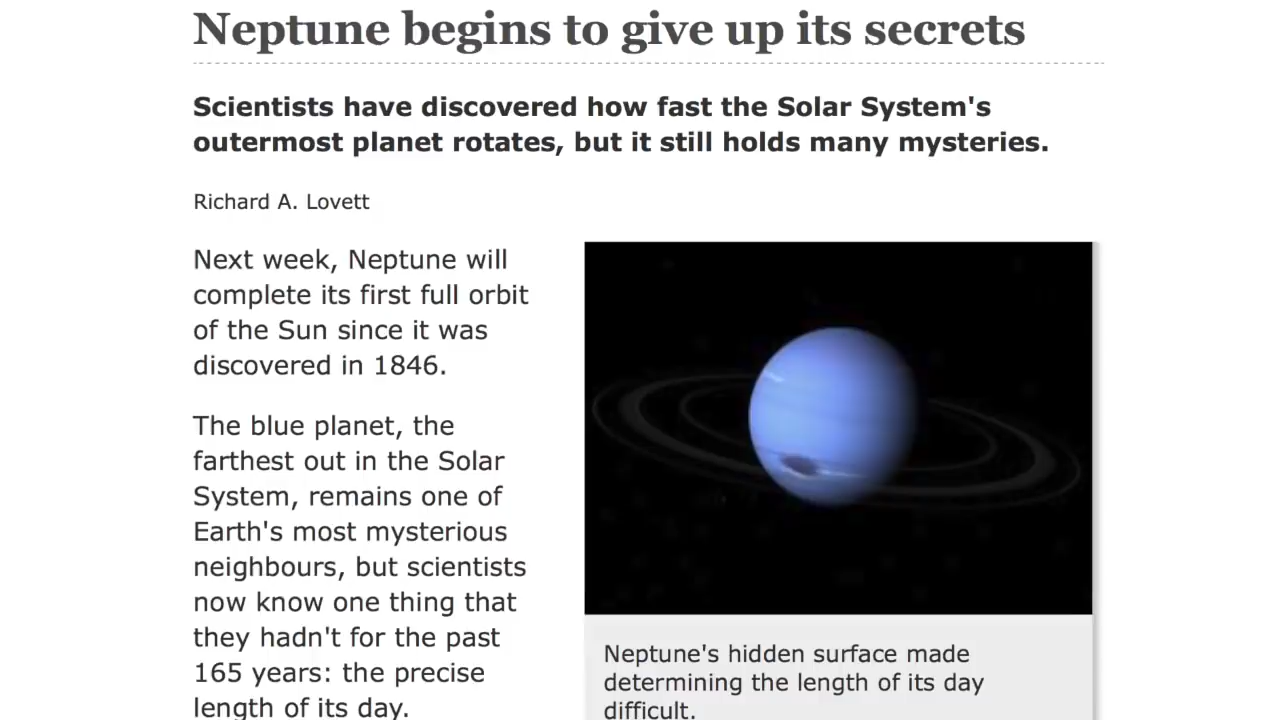 Neptune begins to give up its secrets
Scientists have discovered how fast the Solar System's
outermost planet rotates, but it still holds many mysteries.
Richard A. Lovett
Next week, Neptune will
complete its first full orbit
of the Sun since it was
discovered in 1846.
The blue planet, the
farthest out in the Solar
System, remains one of
Earth's most mysterious
neighbours, but scientists
now know one thing that
they hadn't for the past
165 years: the precise
length of its day.
Neptune's hidden surface made
determining the length of its day
difficult.